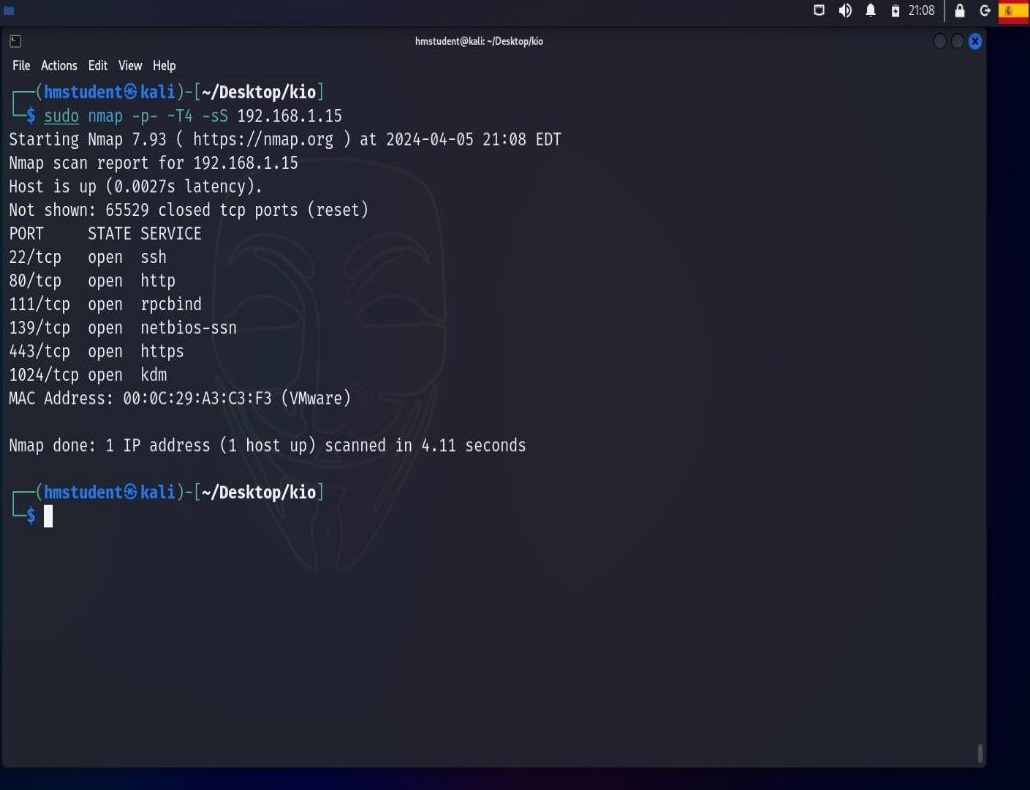 21:08
hmstudent@kali: ~/Desktop/kio
File Actions Edit View Help
(hmstudent㉿kali)-[~/Desktop/kio]
$ sudo nmap -p- -T4 -sS 192.168.1.15
Starting Nmap 7.93 ( https://nmap.org ) at 2024-04-05 21:08 EDT
Nmap scan report for 192.168.1.15
Host is up (0.0027s latency).
Not shown: 65529 closed tcp ports (reset)
PORT     STATE SERVICE
22/tcp   open  ssh
80/tcp   open  http
111/tcp  open  rpcbind
139/tcp  open  netbios-ssn
443/tcp  open  https
1024/tcp open  kdm
MAC Address: 00:0C:29:A3:C3:F3 (VMware)
Nmap done: 1 IP address (1 host up) scanned in 4.11 seconds
(hmstudent㉿kali)-[~/Desktop/kio]
$